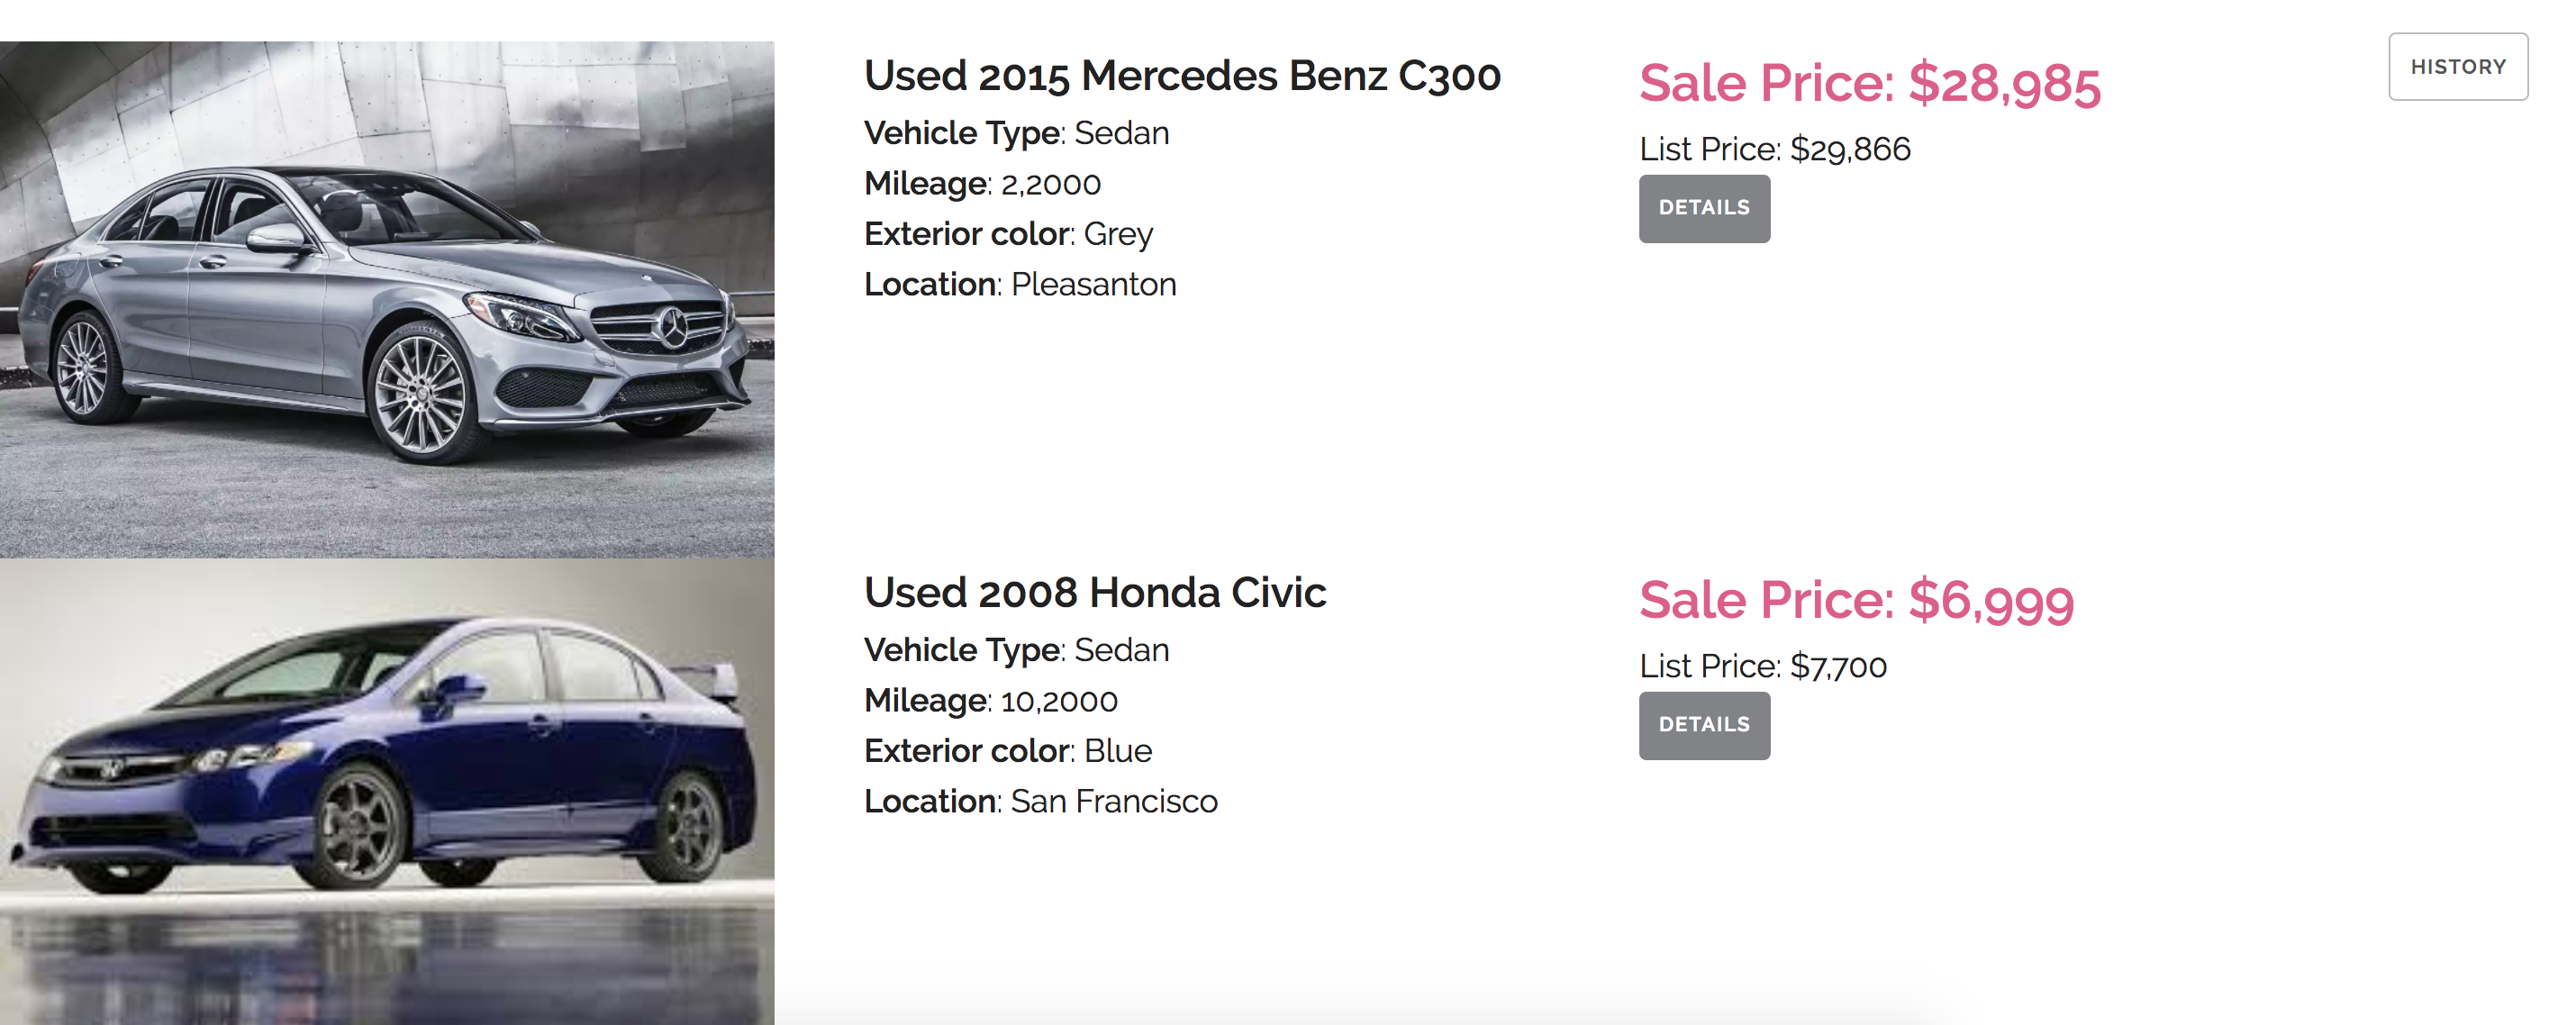 HISTORY
Used 2015 Mercedes Benz C300
Vehicle Type: Sedan
Mileage: 2,2000
Exterior color: Grey
Location: Pleasanton
Sale Price: $28,985
List Price: $29,866
DETAILS
Used 2008 Honda Civic
Vehicle Type: Sedan
Mileage: 10,2000
Exterior color: Blue
Location: San Francisco
Sale Price: $6,999
List Price: $7,700
DETAILS